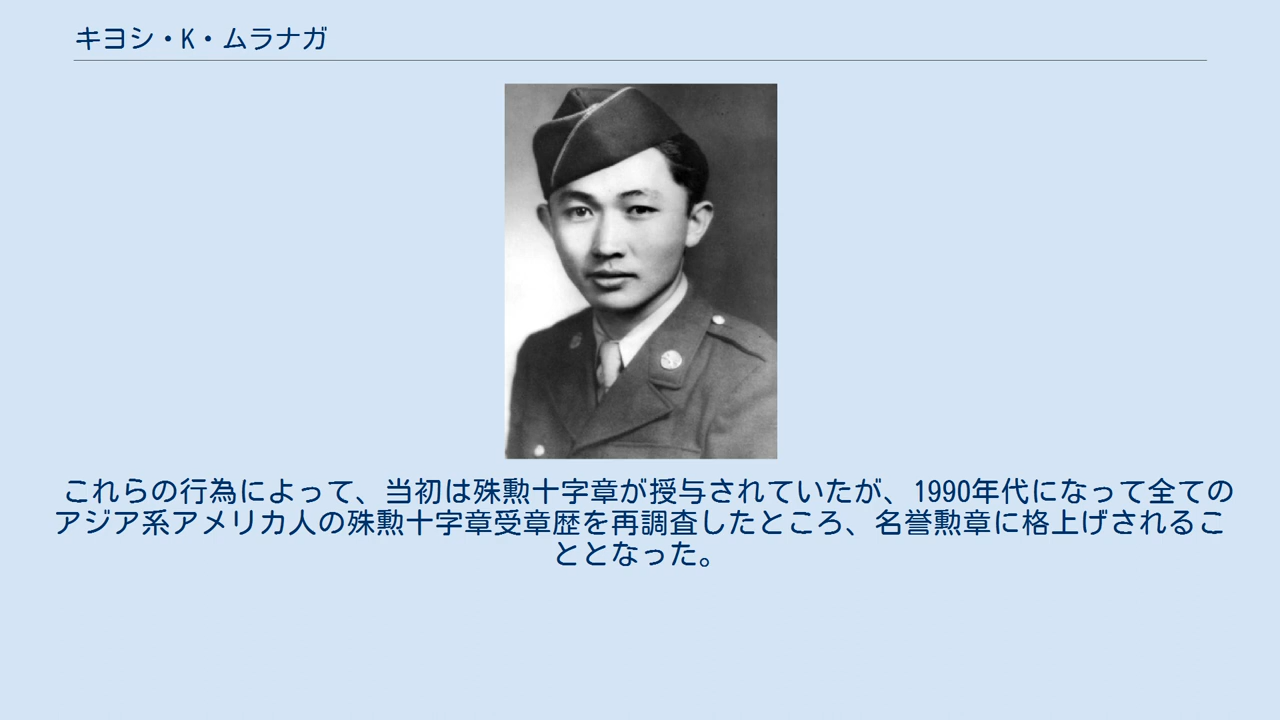 キヨシ・K・ムラナガ
これらの行為によって、当初は殊勲十字章が授与されていたが、1990年代になって全ての
アジア系アメリカ人の殊勲十字章受章歴を再調査したところ、名誉勲章に格上げされるこ
ととなった。